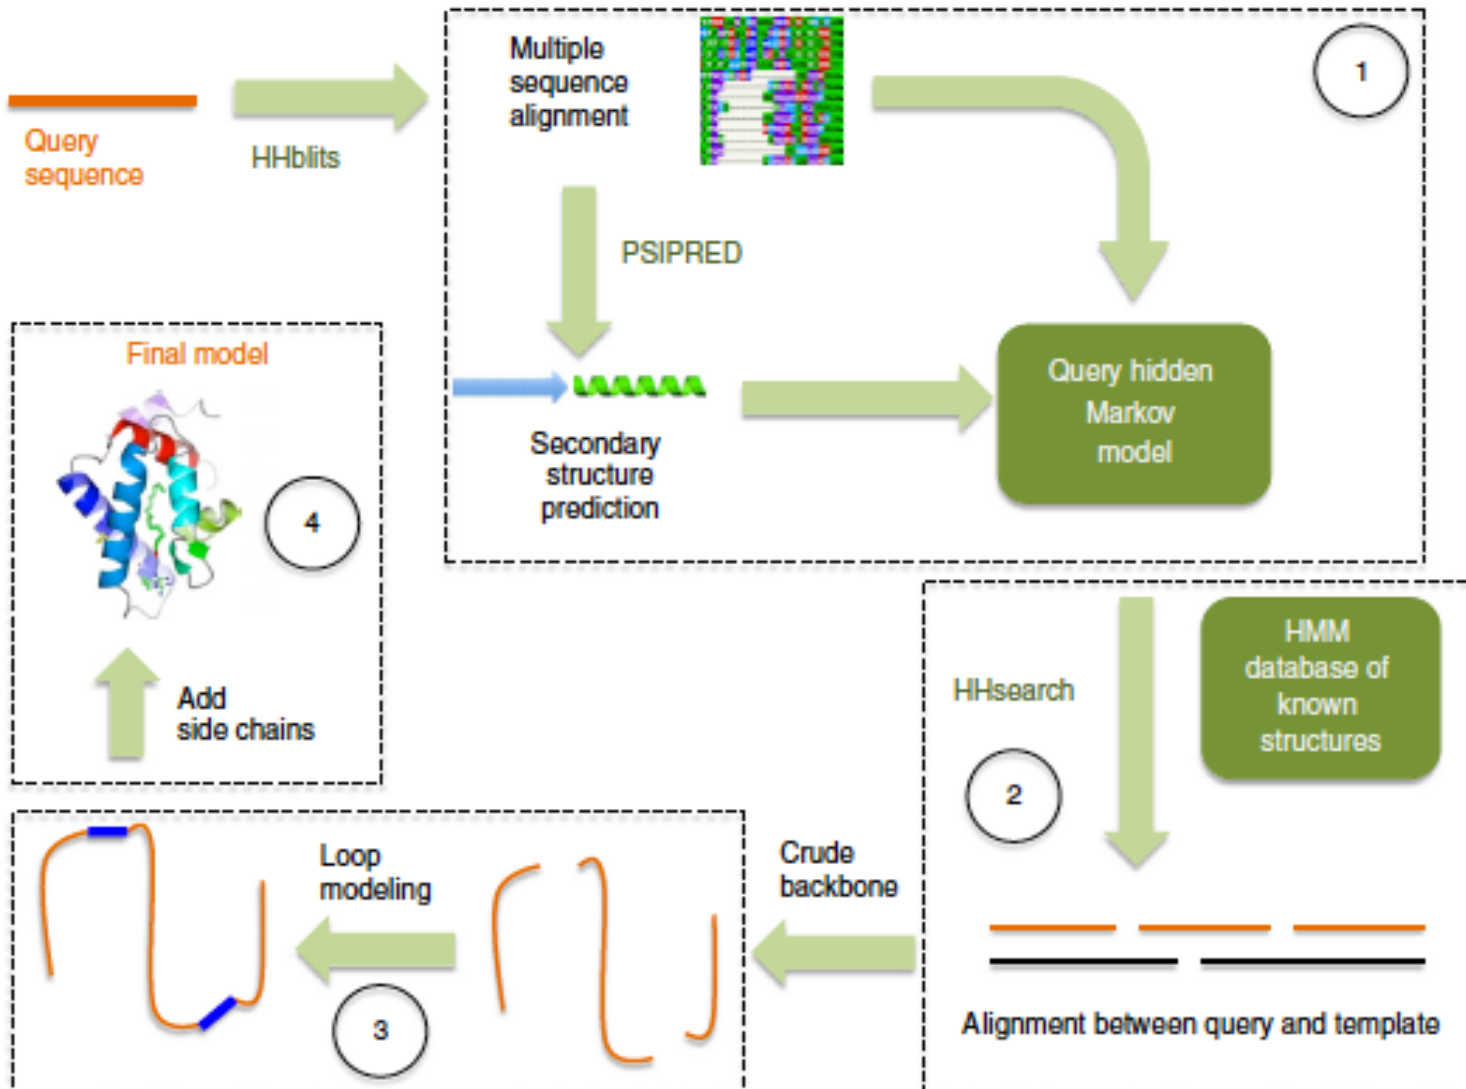 Query
sequence
HHblits
Multiple
sequence
alignment
1
PSIPRED
Secondary
structure
prediction
Query hidden
Markov
model
HHsearch
HMM
database of
known
structures
2
Alignment between query and template
Crude
backbone
Loop
modeling
3
Final model
4
Add
side chains